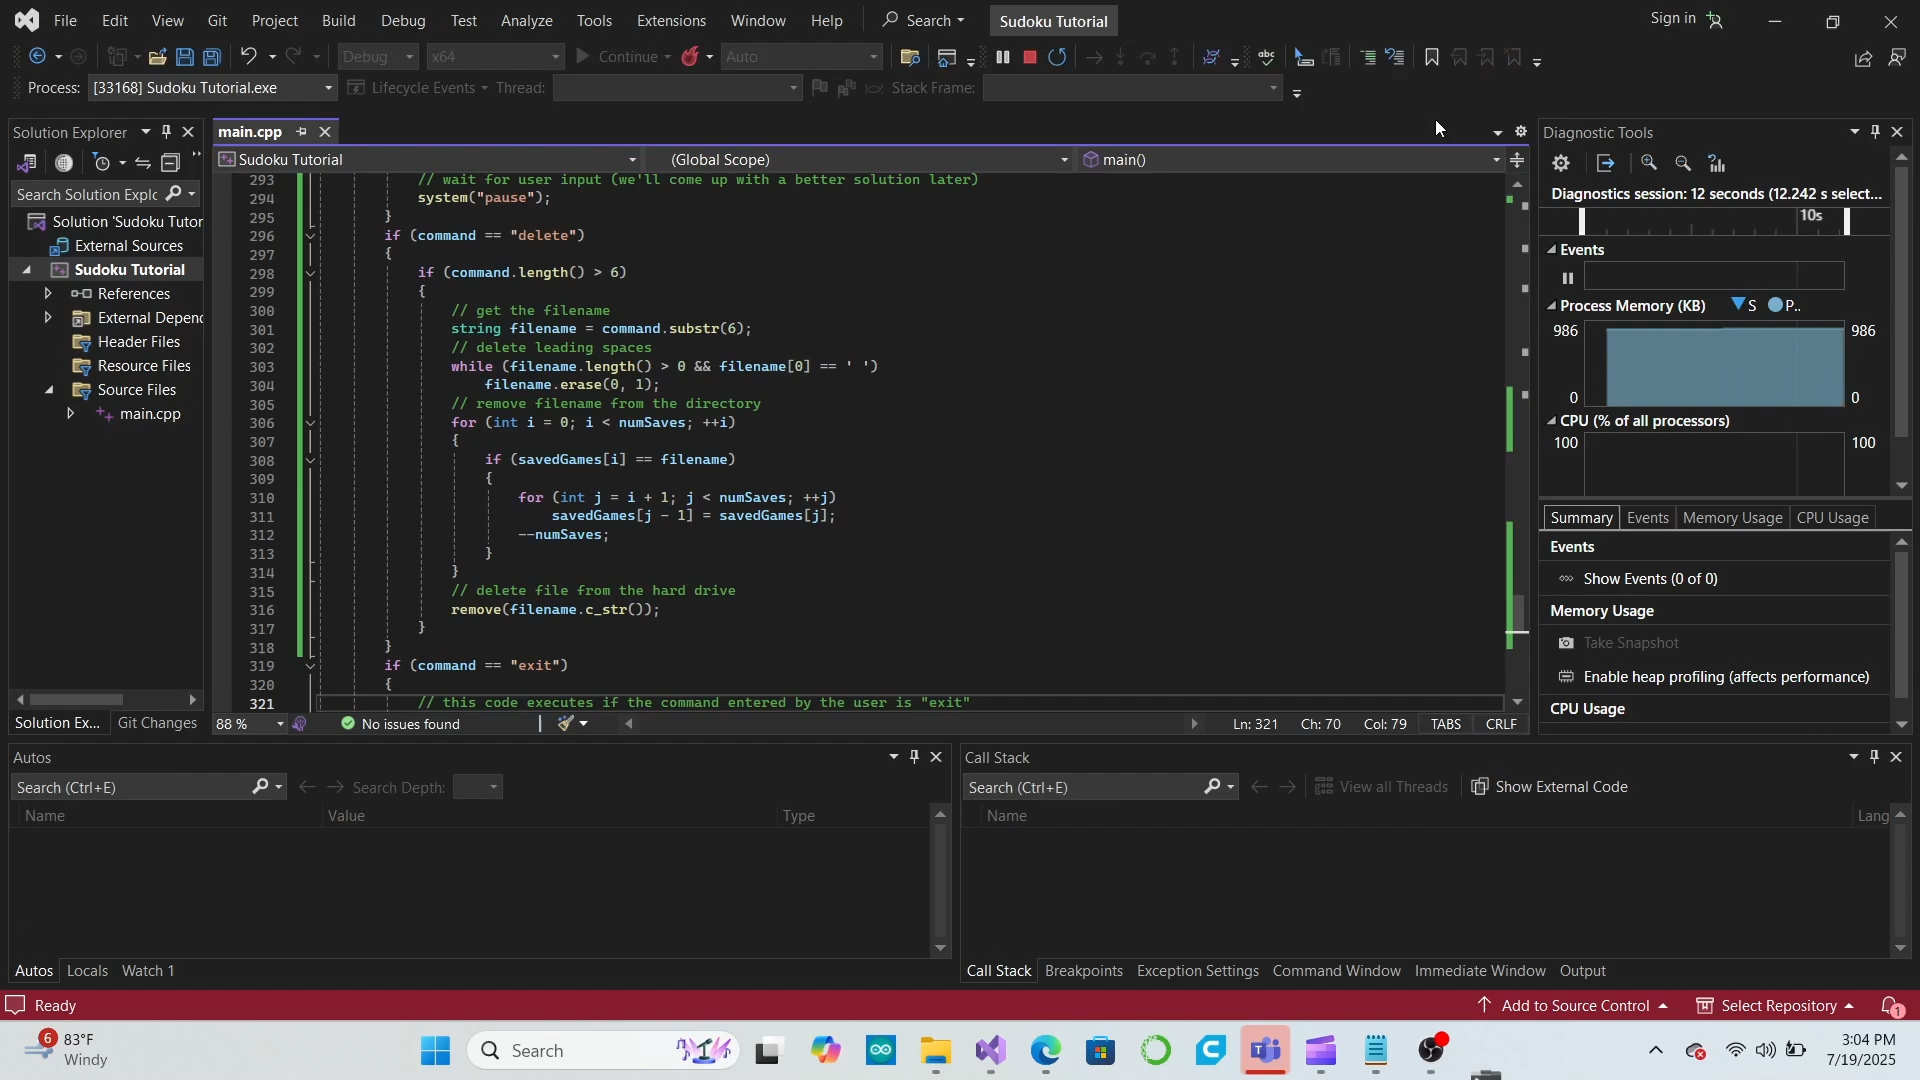 File Edit View Git Project Build Debug Test Analyze Tools Extensions Window Help Search Sudoku Tutorial Sign in
Debug x64 Continue Auto
Process: [33168] Sudoku Tutorial.exe Lifecycle Events Thread: Stack Frame:
Solution Explorer
Search Solution Explo
Solution 'Sudoku Tutor
External Sources
Sudoku Tutorial
References
External Depend
Header Files
Resource Files
Source Files
main.cpp
Solution Ex... Git Changes
main.cpp
Sudoku Tutorial (Global Scope) main()
293 // wait for user input (we'll come up with a better solution later)
294 system("pause");
295 }
296 if (command == "delete")
297 {
298 if (command.length() > 6)
299 {
300 // get the filename
301 string filename = command.substr(6);
302 // delete leading spaces
303 while (filename.length() > 0 && filename[0] == ' ')
304 filename.erase(0, 1);
305 // remove filename from the directory
306 for (int i = 0; i < numSaves; ++i)
307 {
308 if (savedGames[i] == filename)
309 {
310 for (int j = i + 1; j < numSaves; ++j)
311 savedGames[j - 1] = savedGames[j];
312 --numSaves;
313 }
314 }
315 // delete file from the hard drive
316 remove(filename.c_str());
317 }
318 }
319 if (command == "exit")
320 {
321 // this code executes if the command entered by the user is "exit"
88 % No issues found Ln: 321 Ch: 70 Col: 79 TABS CRLF
Diagnostic Tools
Diagnostics session: 12 seconds (12.242 s select...
10s
Events
Process Memory (KB) S P..
986 986
0 0
CPU (% of all processors)
100 100
Summary Events Memory Usage CPU Usage
Events
Show Events (0 of 0)
Memory Usage
Take Snapshot
Enable heap profiling (affects performance)
CPU Usage
Autos
Search (Ctrl+E) Search Depth:
Name Value Type
Autos Locals Watch 1
Call Stack
Search (Ctrl+E) View all Threads Show External Code
Name Lang
Call Stack Breakpoints Exception Settings Command Window Immediate Window Output
Ready Add to Source Control Select Repository 1
6 83°F
Windy
Search
3:04 PM
7/19/2025